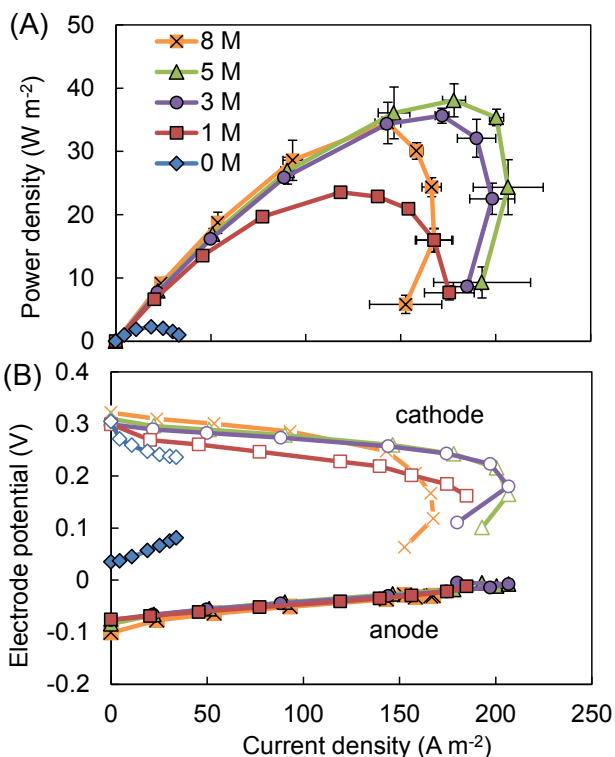 (A)
50
40
30
20
10
0
Power density (W m⁻²)
8 M
5 M
3 M
1 M
0 M
(B)
0.4
0.3
0.2
0.1
0
-0.1
-0.2
Electrode potential (V)
cathode
anode
0 50 100 150 200 250
Current density (A m⁻²)